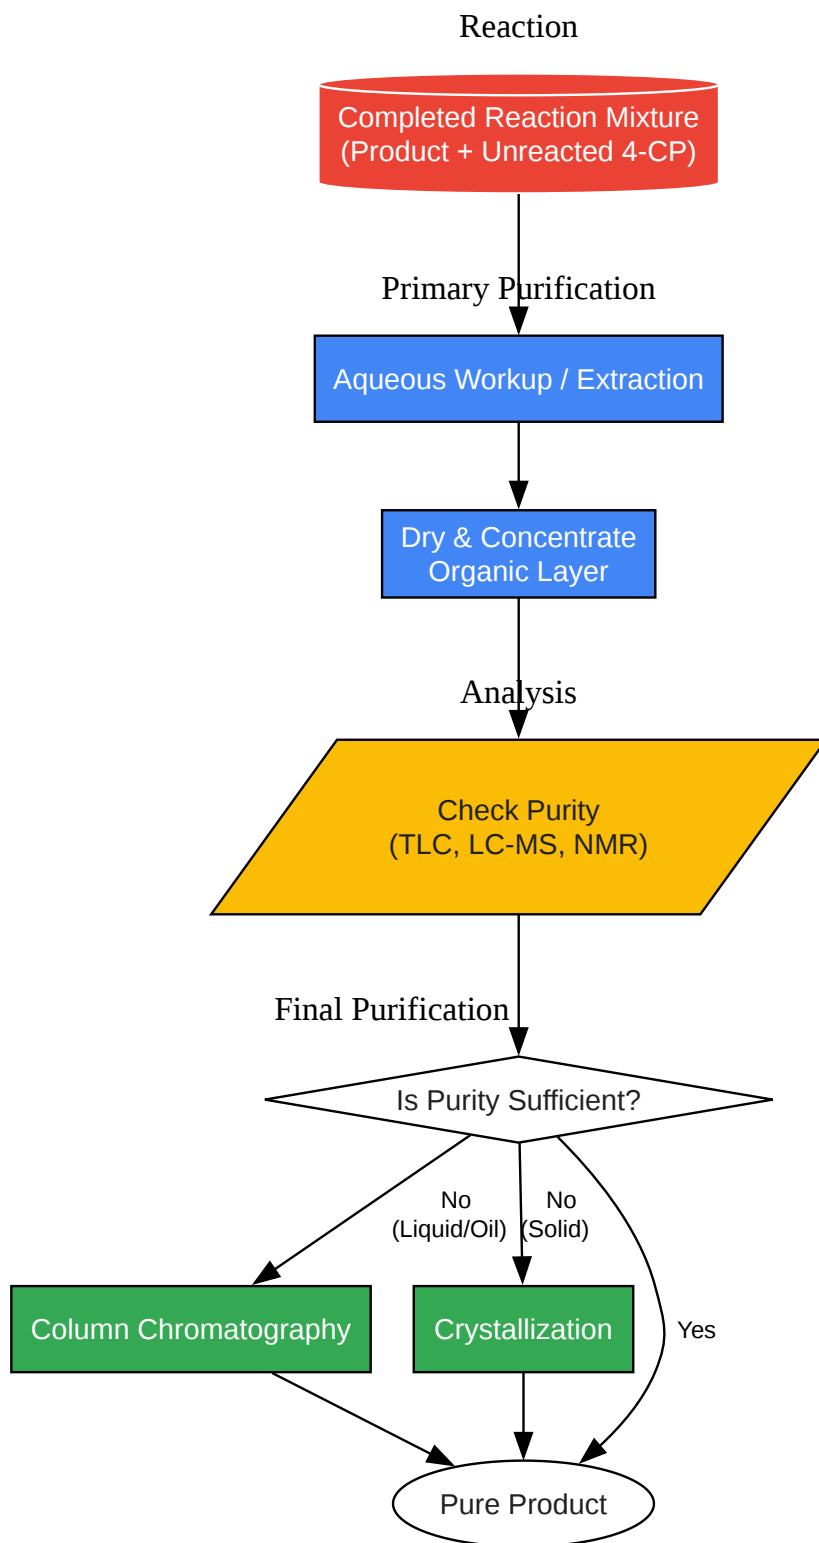 Reaction
Completed Reaction Mixture
(Product + Unreacted 4-CP)
Primary Purification
Aqueous Workup / Extraction
Dry & Concentrate
Organic Layer
Analysis
Check Purity
(TLC, LC-MS, NMR)
Final Purification
Is Purity Sufficient?
No
(Liquid/Oil)
No
(Solid)
Yes
Column Chromatography
Crystallization
Pure Product